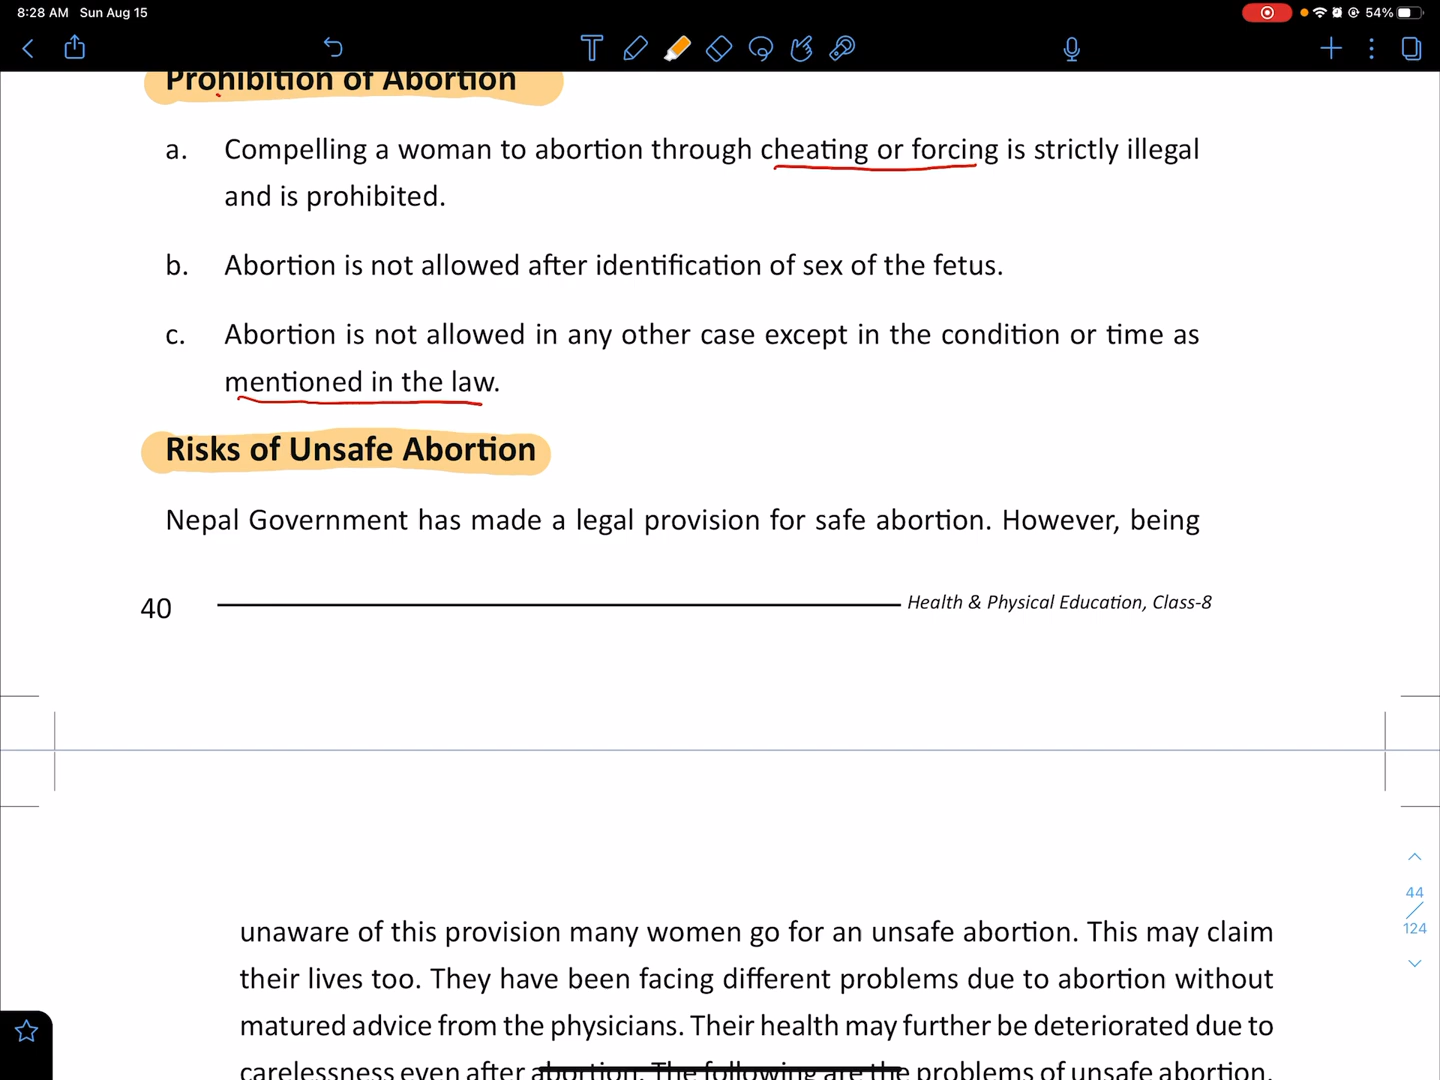 8:28 AM Sun Aug 15
54%
Prohibition of Abortion
a. Compelling a woman to abortion through cheating or forcing is strictly illegal
and is prohibited.
b. Abortion is not allowed after identification of sex of the fetus.
c. Abortion is not allowed in any other case except in the condition or time as
mentioned in the law.
Risks of Unsafe Abortion
Nepal Government has made a legal provision for safe abortion. However, being
40 Health & Physical Education, Class-8
44
124
unaware of this provision many women go for an unsafe abortion. This may claim
their lives too. They have been facing different problems due to abortion without
matured advice from the physicians. Their health may further be deteriorated due to
carelessness even after abortion. The following are the problems of unsafe abortion.